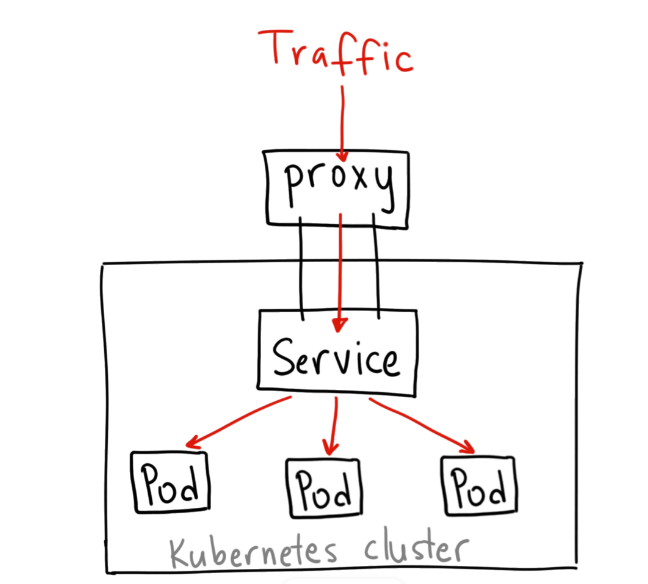 Traffic
proxy
Service
Pod
Pod
Pod
Kubernetes cluster